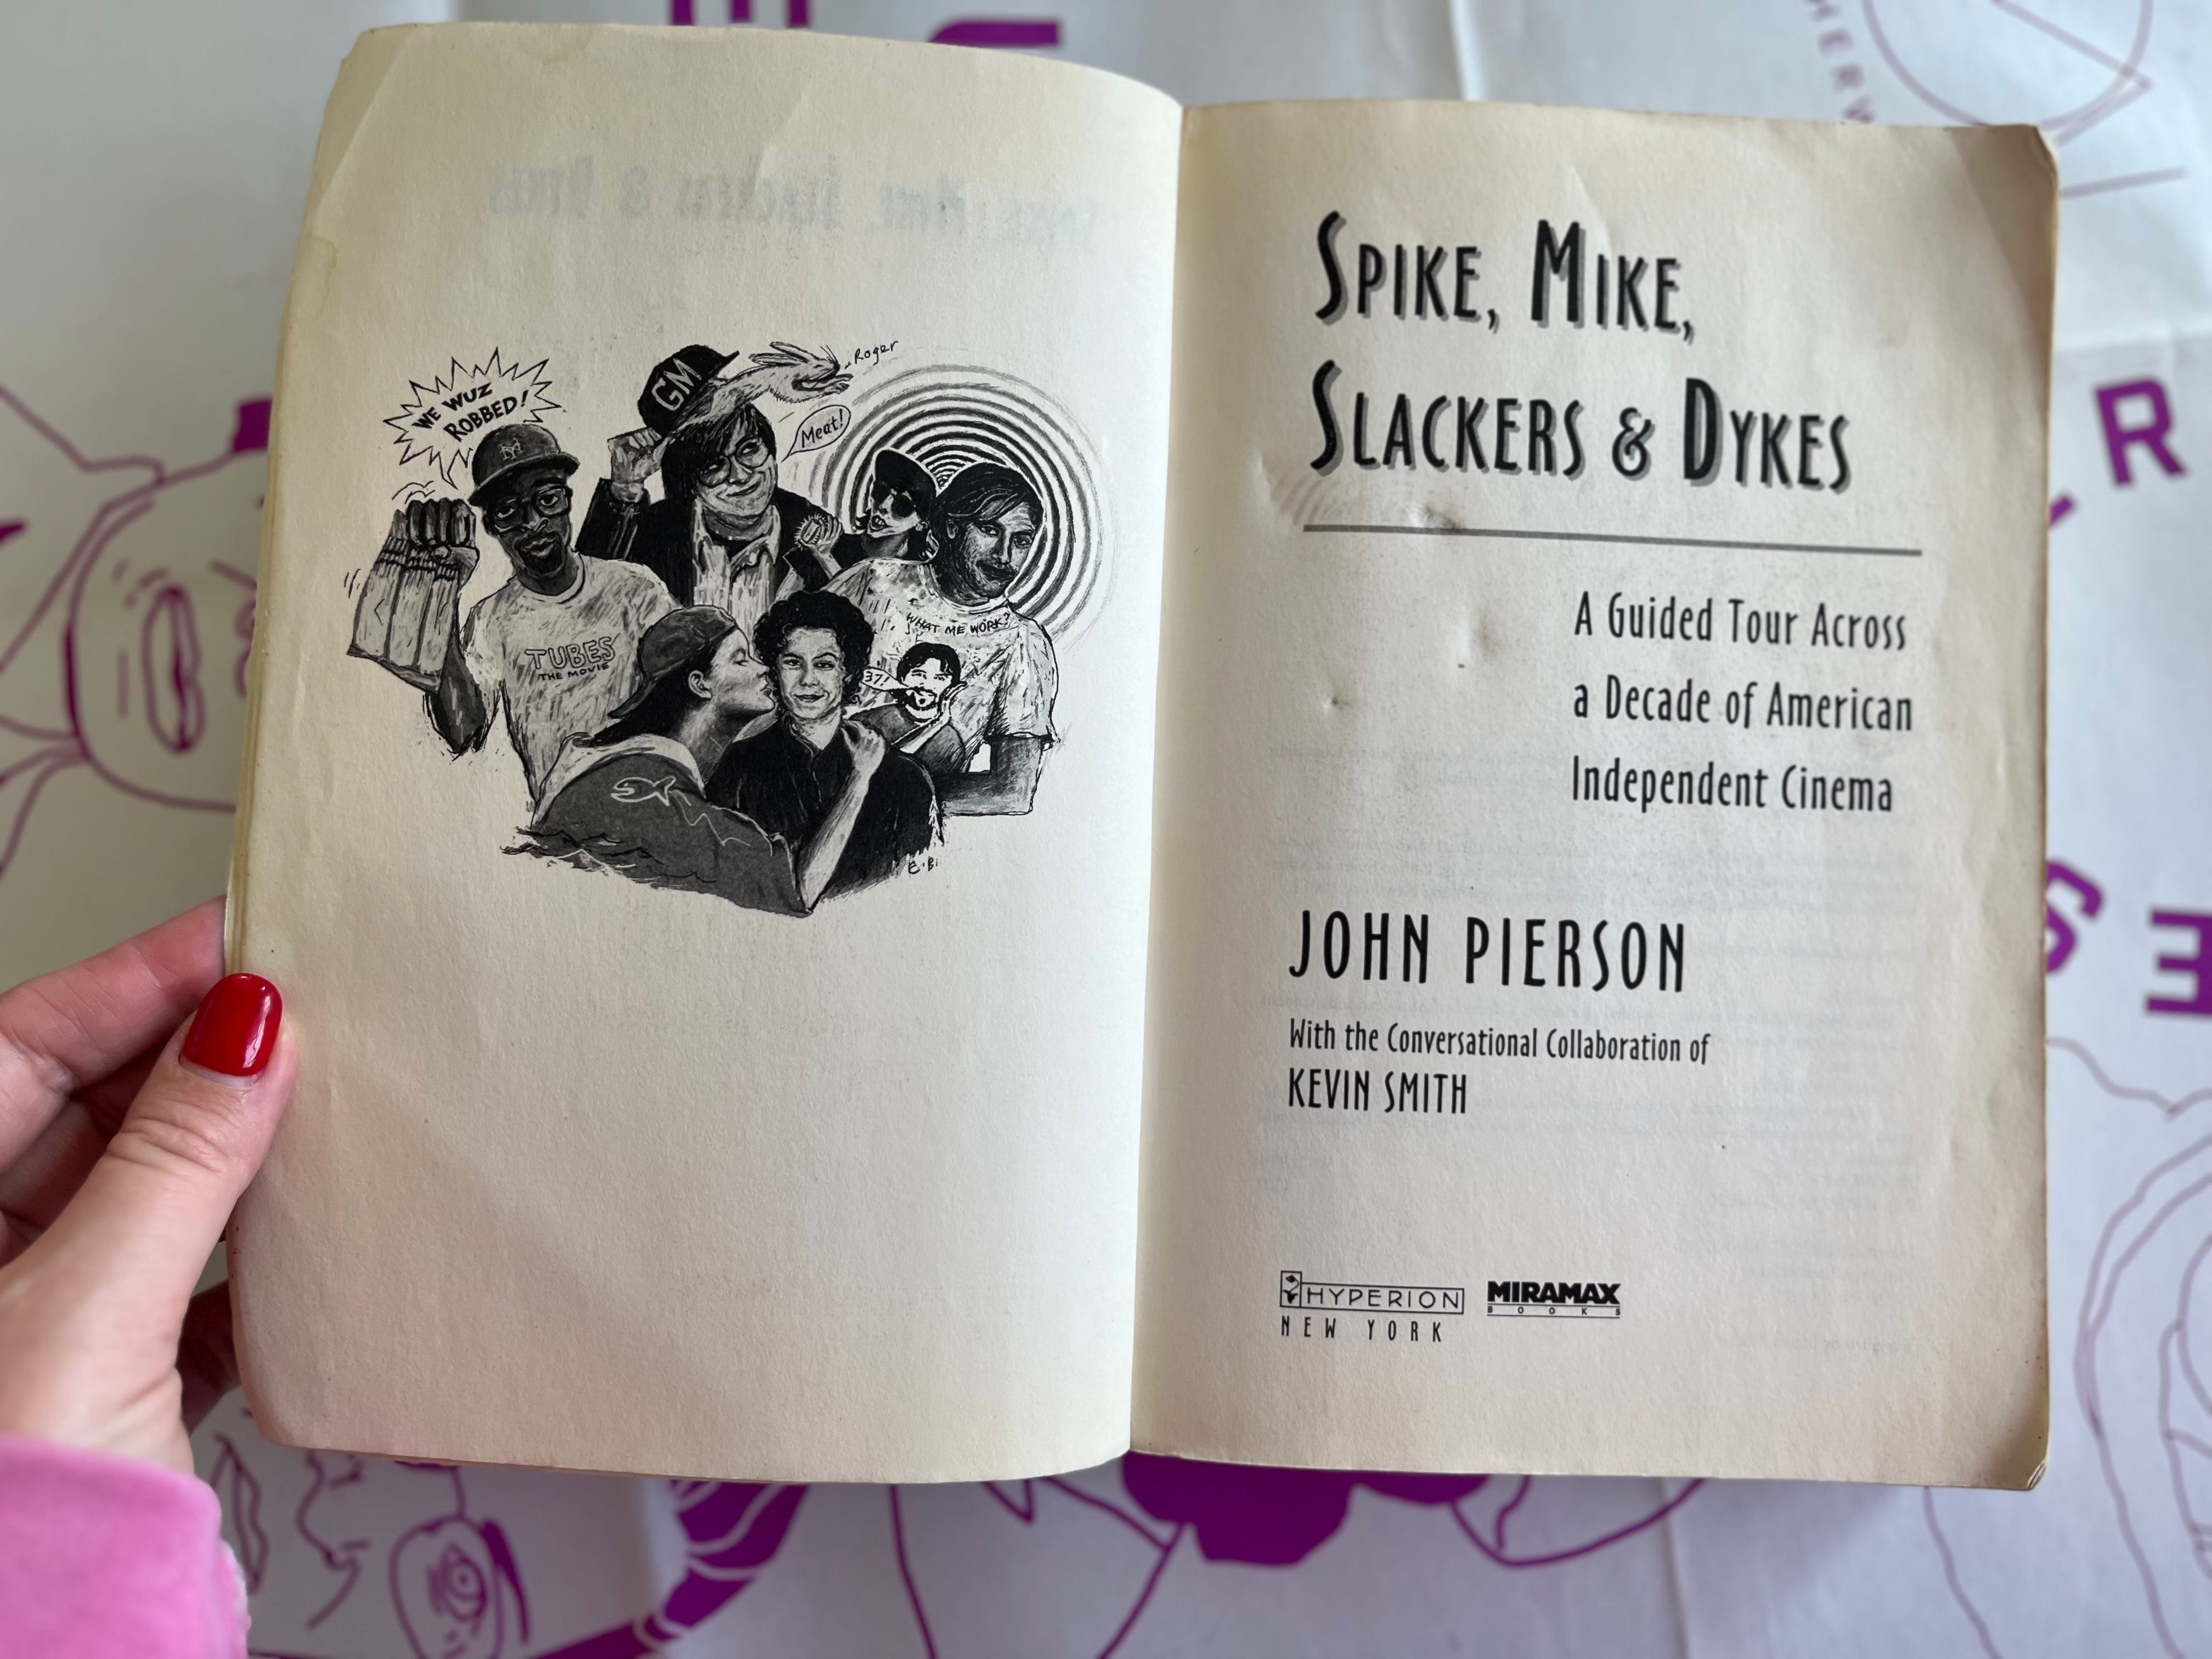 WE WUZ
ROBBED!
GM
Roger
Meat!
TUBES
THE MOVIE
WHAT ME WORK?
37!
E.B.
SPIKE, MIKE,
SLACKERS & DYKES
A Guided Tour Across
a Decade of American
Independent Cinema
JOHN PIERSON
With the Conversational Collaboration of
KEVIN SMITH
HYPERION
NEW YORK
MIRAMAX
BOOKS
HERW
R
S
E